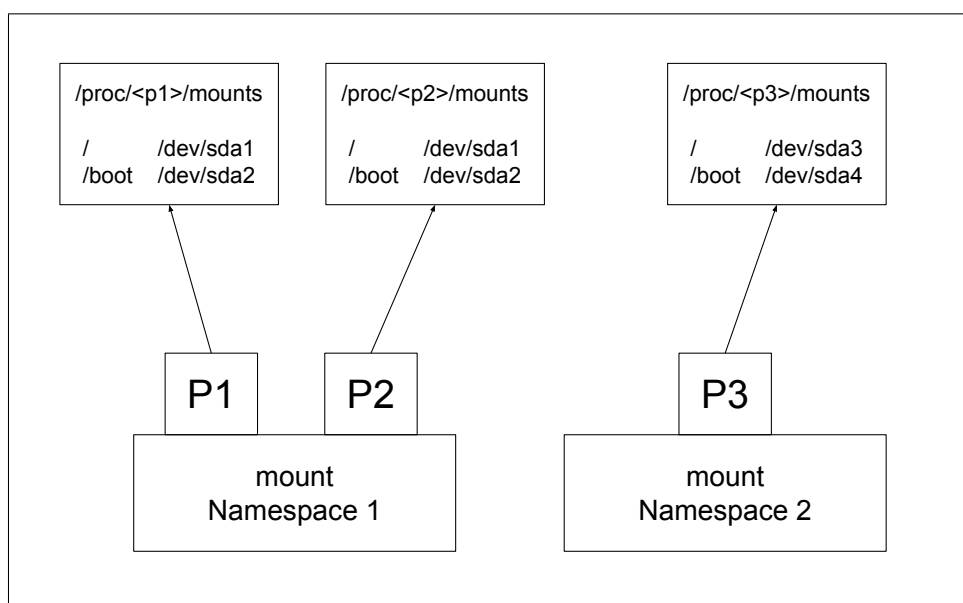 /proc/<p1>/mounts
/ /dev/sda1
/boot /dev/sda2
/proc/<p2>/mounts
/ /dev/sda1
/boot /dev/sda2
/proc/<p3>/mounts
/ /dev/sda3
/boot /dev/sda4
P1
P2
P3
mount
Namespace 1
mount
Namespace 2